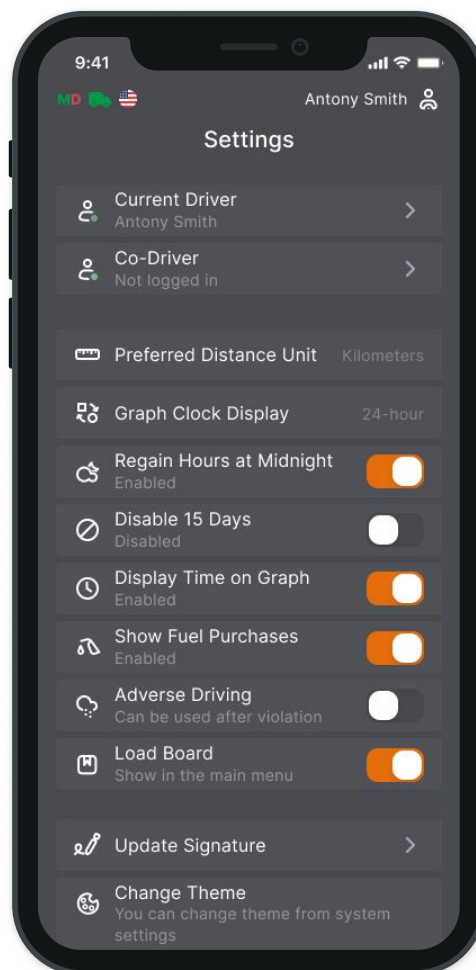 9:41
MD
Antony Smith
Settings
Current Driver
Antony Smith
Co-Driver
Not logged in
Preferred Distance Unit
Kilometers
Graph Clock Display
24-hour
Regain Hours at Midnight
Enabled
Disable 15 Days
Disabled
Display Time on Graph
Enabled
Show Fuel Purchases
Enabled
Adverse Driving
Can be used after violation
Load Board
Show in the main menu
Update Signature
Change Theme
You can change theme from system
settings